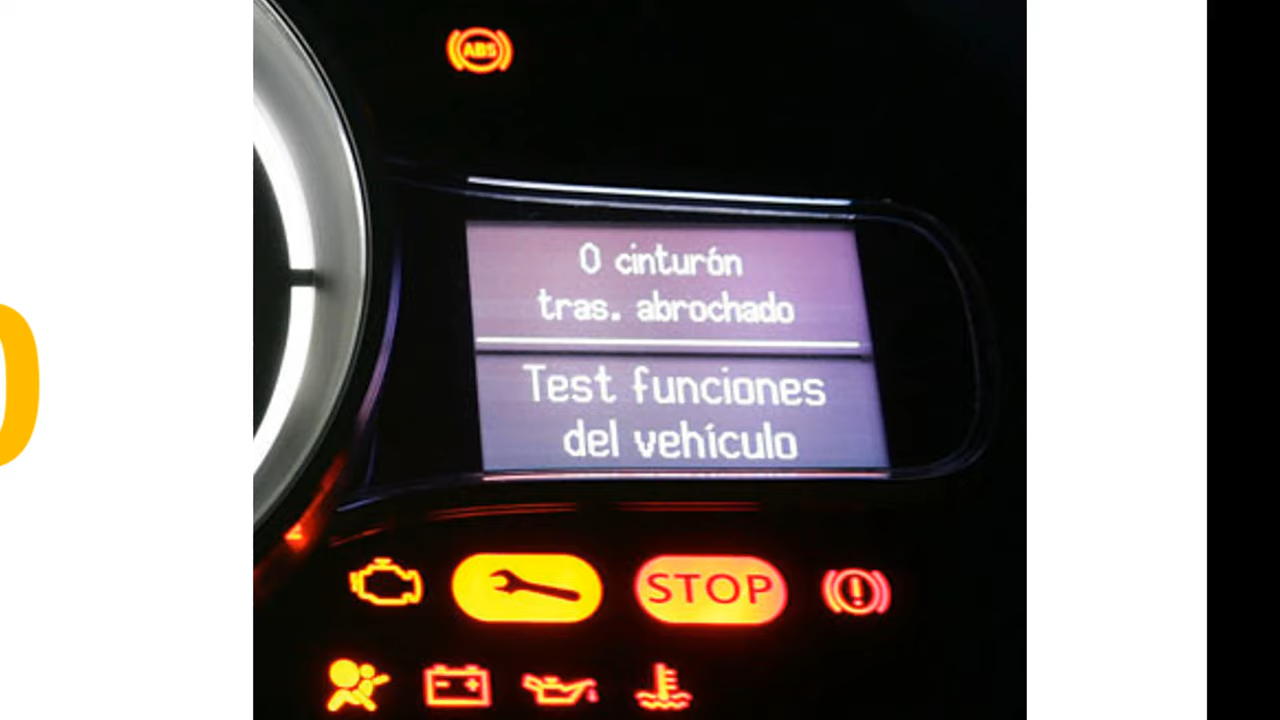 ABS
0 cinturón
tras. abrochado
Test funciones
del vehículo
STOP